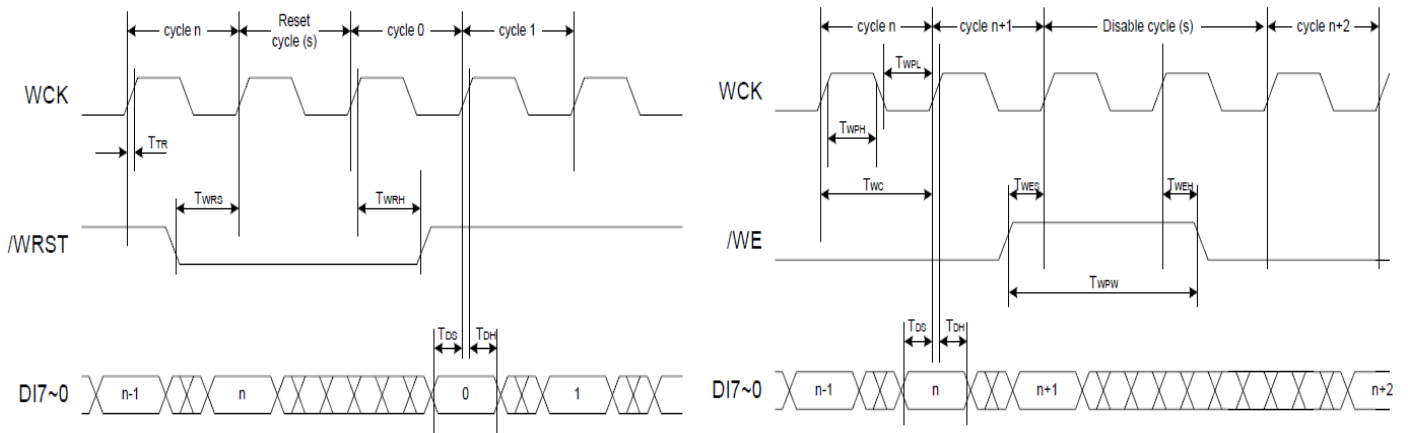 cycle n
Reset
cycle (s)
cycle 0
cycle 1
WCK
TTR
TWRS
TWRH
/WRST
TDS
TDH
DI7~0
n-1
n
0
1
cycle n
cycle n+1
Disable cycle (s)
cycle n+2
TWPL
WCK
TWPH
TWC
TWES
TWEH
/WE
TWPW
TDS
TDH
DI7~0
n-1
n
n+1
n+2